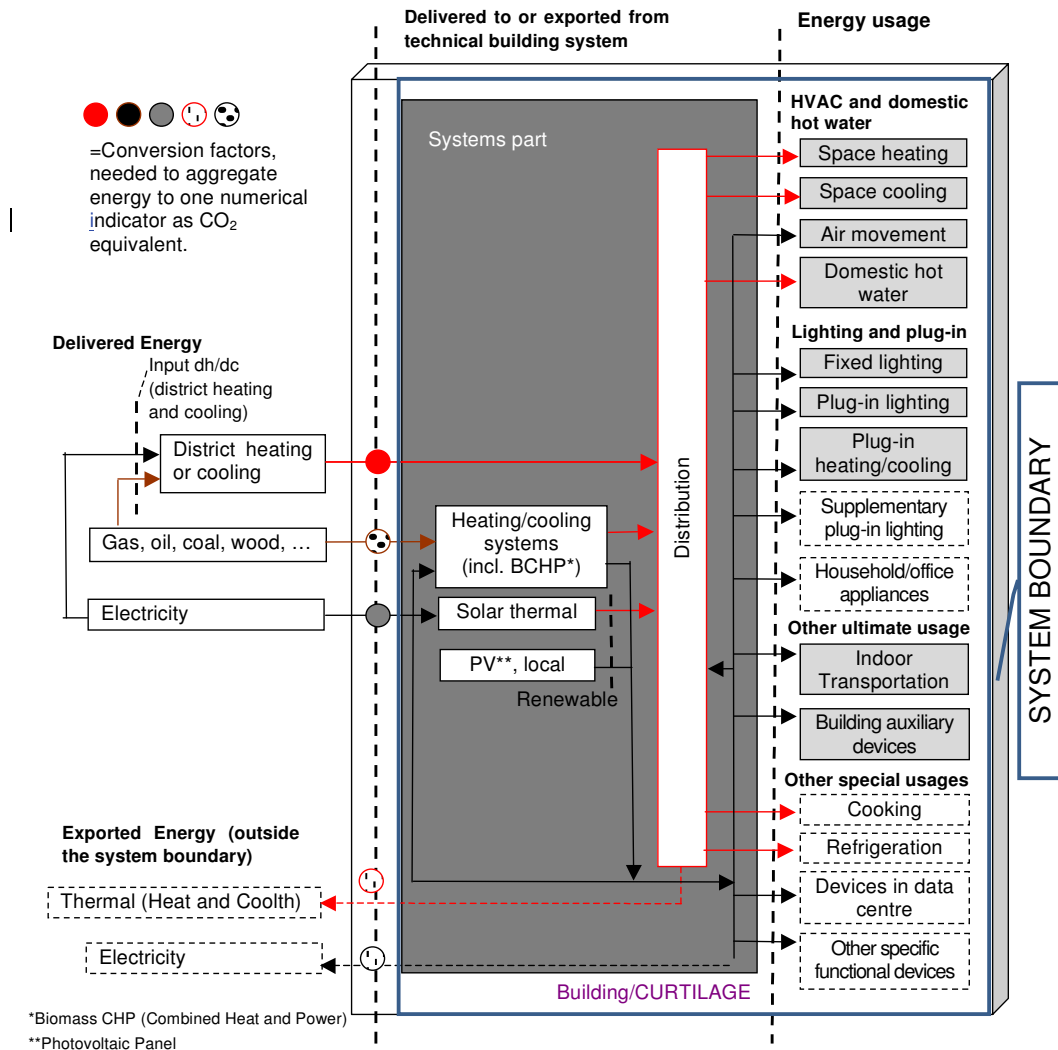 Delivered to or exported from
technical building system
Energy usage
=Conversion factors,
needed to aggregate
energy to one numerical
indicator as CO₂
equivalent.
Systems part
HVAC and domestic
hot water
Space heating
Space cooling
Air movement
Domestic hot
water
Delivered Energy
Input dh/dc
(district heating
and cooling)
District heating
or cooling
Gas, oil, coal, wood, …
Electricity
Heating/cooling
systems
(incl. BCHP*)
Solar thermal
PV**, local
Renewable
Distribution
Lighting and plug-in
Fixed lighting
Plug-in lighting
Plug-in
heating/cooling
Supplementary
plug-in lighting
Household/office
appliances
Other ultimate usage
Indoor
Transportation
Building auxiliary
devices
Other special usages
Cooking
Refrigeration
Devices in data
centre
Other specific
functional devices
SYSTEM BOUNDARY
Exported Energy (outside
the system boundary)
Thermal (Heat and Coolth)
Electricity
Building/CURTILAGE
*Biomass CHP (Combined Heat and Power)
**Photovoltaic Panel